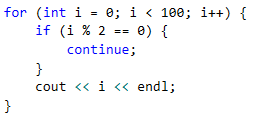 for (int i = 0; i < 100; i++) {
    if (i % 2 == 0) {
        continue;
    }
    cout << i << endl;
}